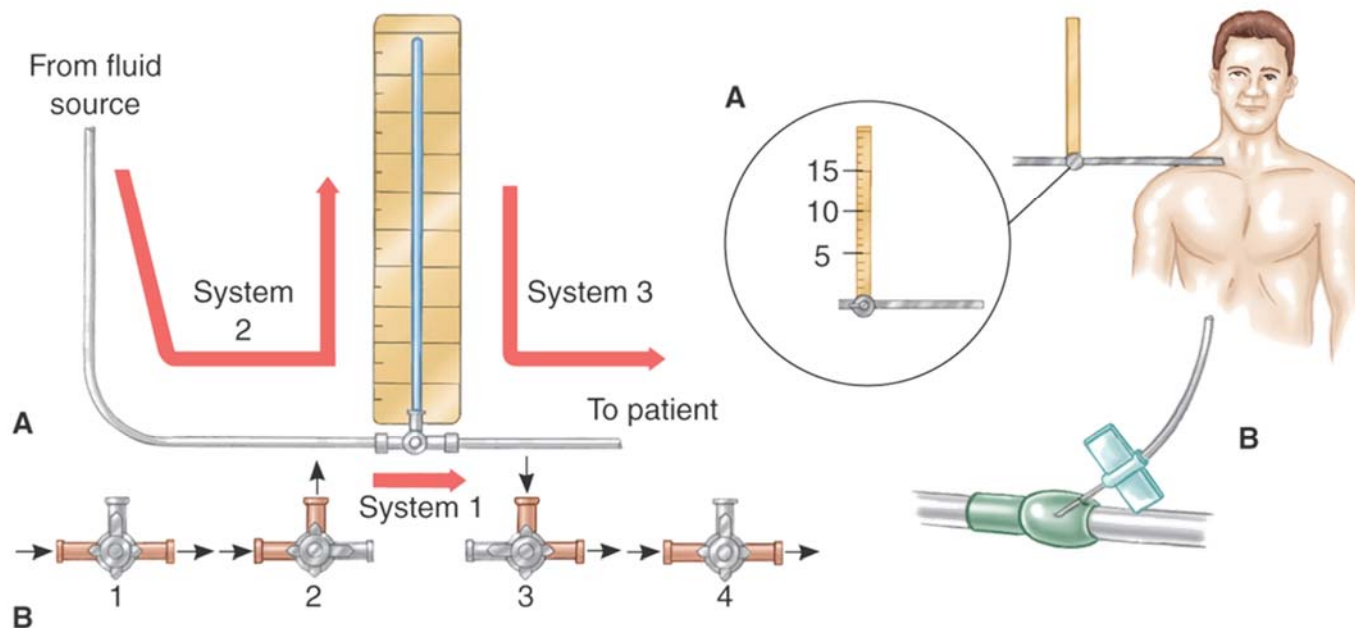 From fluid
source
System
2
System 3
To patient
A
System 1
1
2
3
4
B
A
15
10
5
B